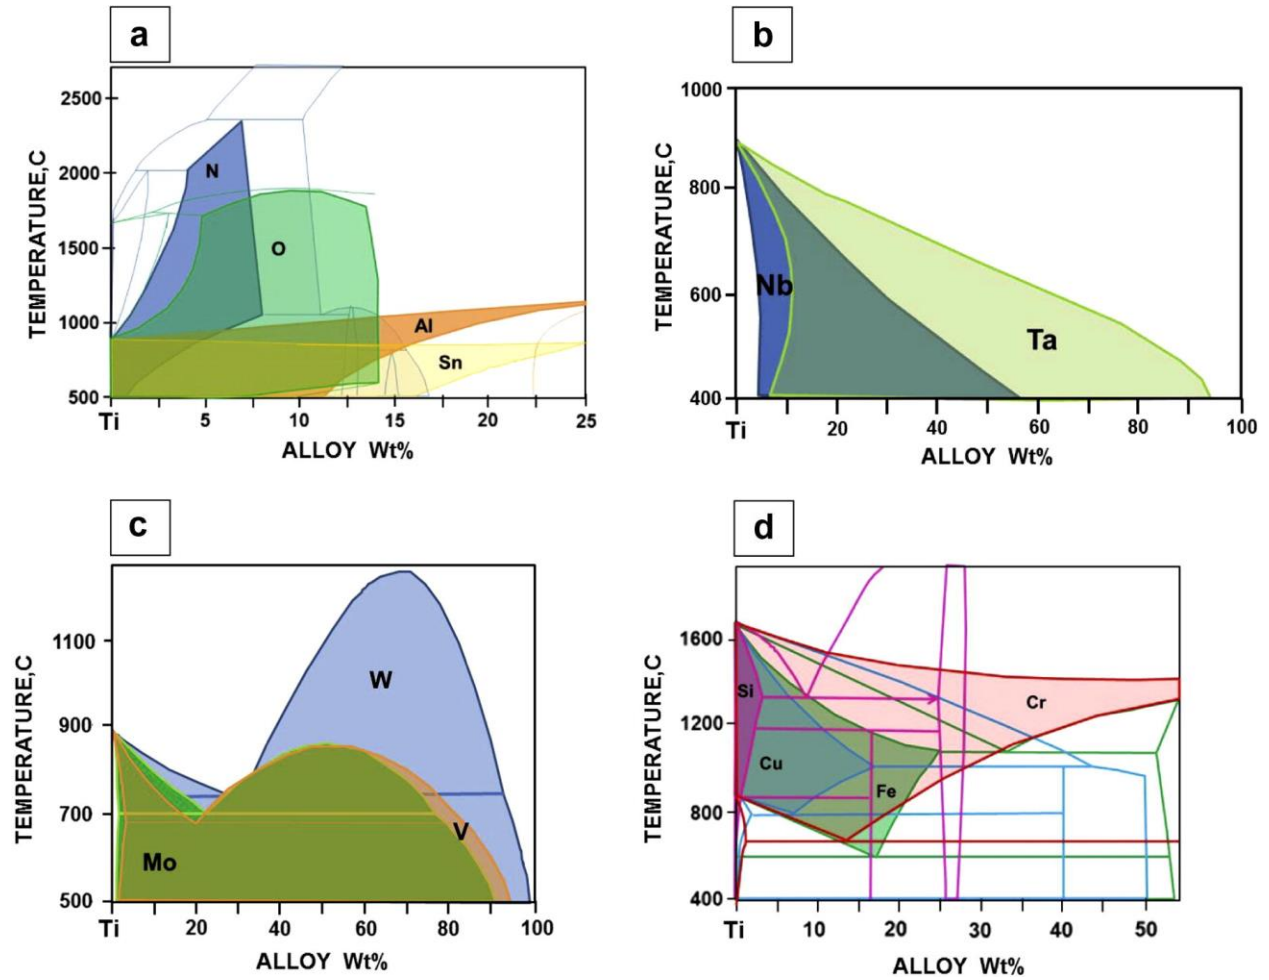 a
TEMPERATURE,C
2500
2000
1500
1000
500
N
O
Al
Sn
Ti 5 10 15 20 25
ALLOY Wt%
b
TEMPERATURE,C
1000
800
600
400
Nb
Ta
Ti 20 40 60 80 100
ALLOY Wt%
c
TEMPERATURE,C
1100
900
700
500
W
V
Mo
Ti 20 40 60 80 100
ALLOY Wt%
d
TEMPERATURE,C
1600
1200
800
400
Si
Cr
Cu
Fe
Ti 10 20 30 40 50
ALLOY Wt%